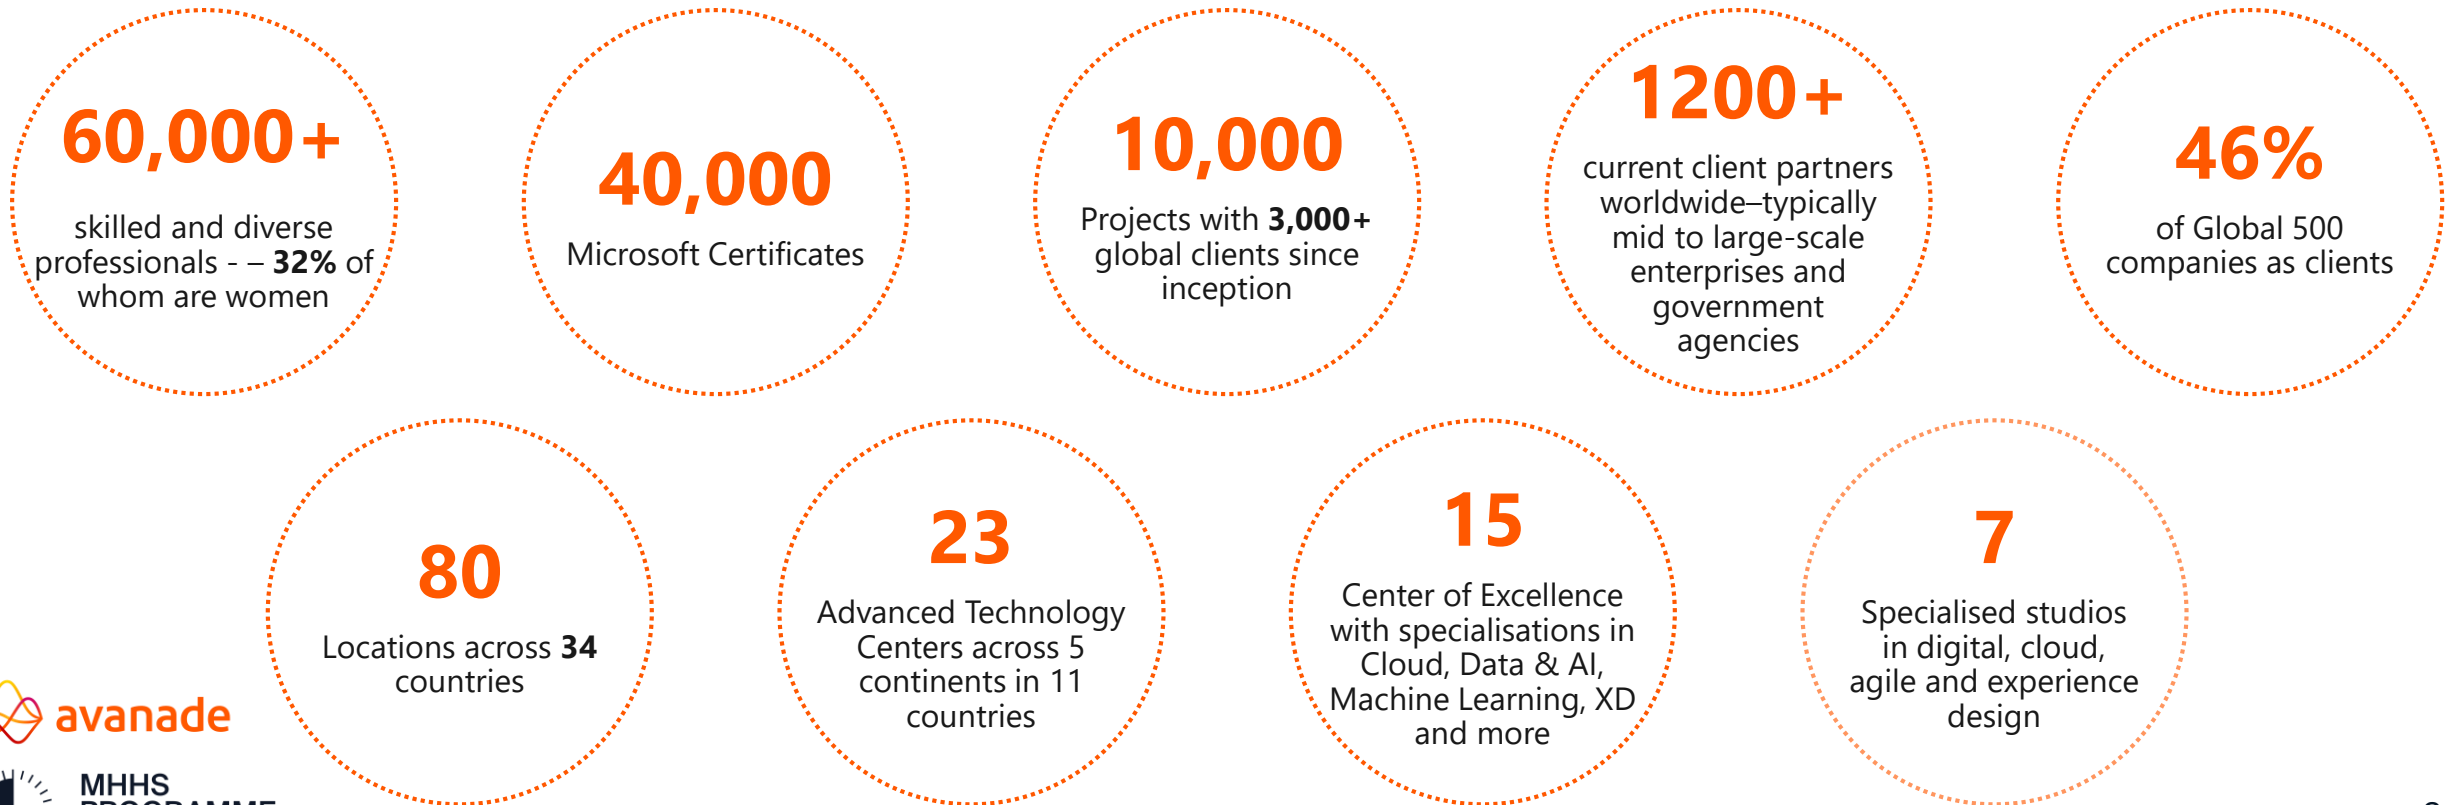 60,000+
skilled and diverse
professionals - – 32% of
whom are women
40,000
Microsoft Certificates
10,000
Projects with 3,000+
global clients since
inception
1200+
current client partners
worldwide–typically
mid to large-scale
enterprises and
government
agencies
46%
of Global 500
companies as clients
80
Locations across 34
countries
23
Advanced Technology
Centers across 5
continents in 11
countries
15
Center of Excellence
with specialisations in
Cloud, Data & AI,
Machine Learning, XD
and more
7
Specialised studios
in digital, cloud,
agile and experience
design
avanade
MHHS
PROGRAMME